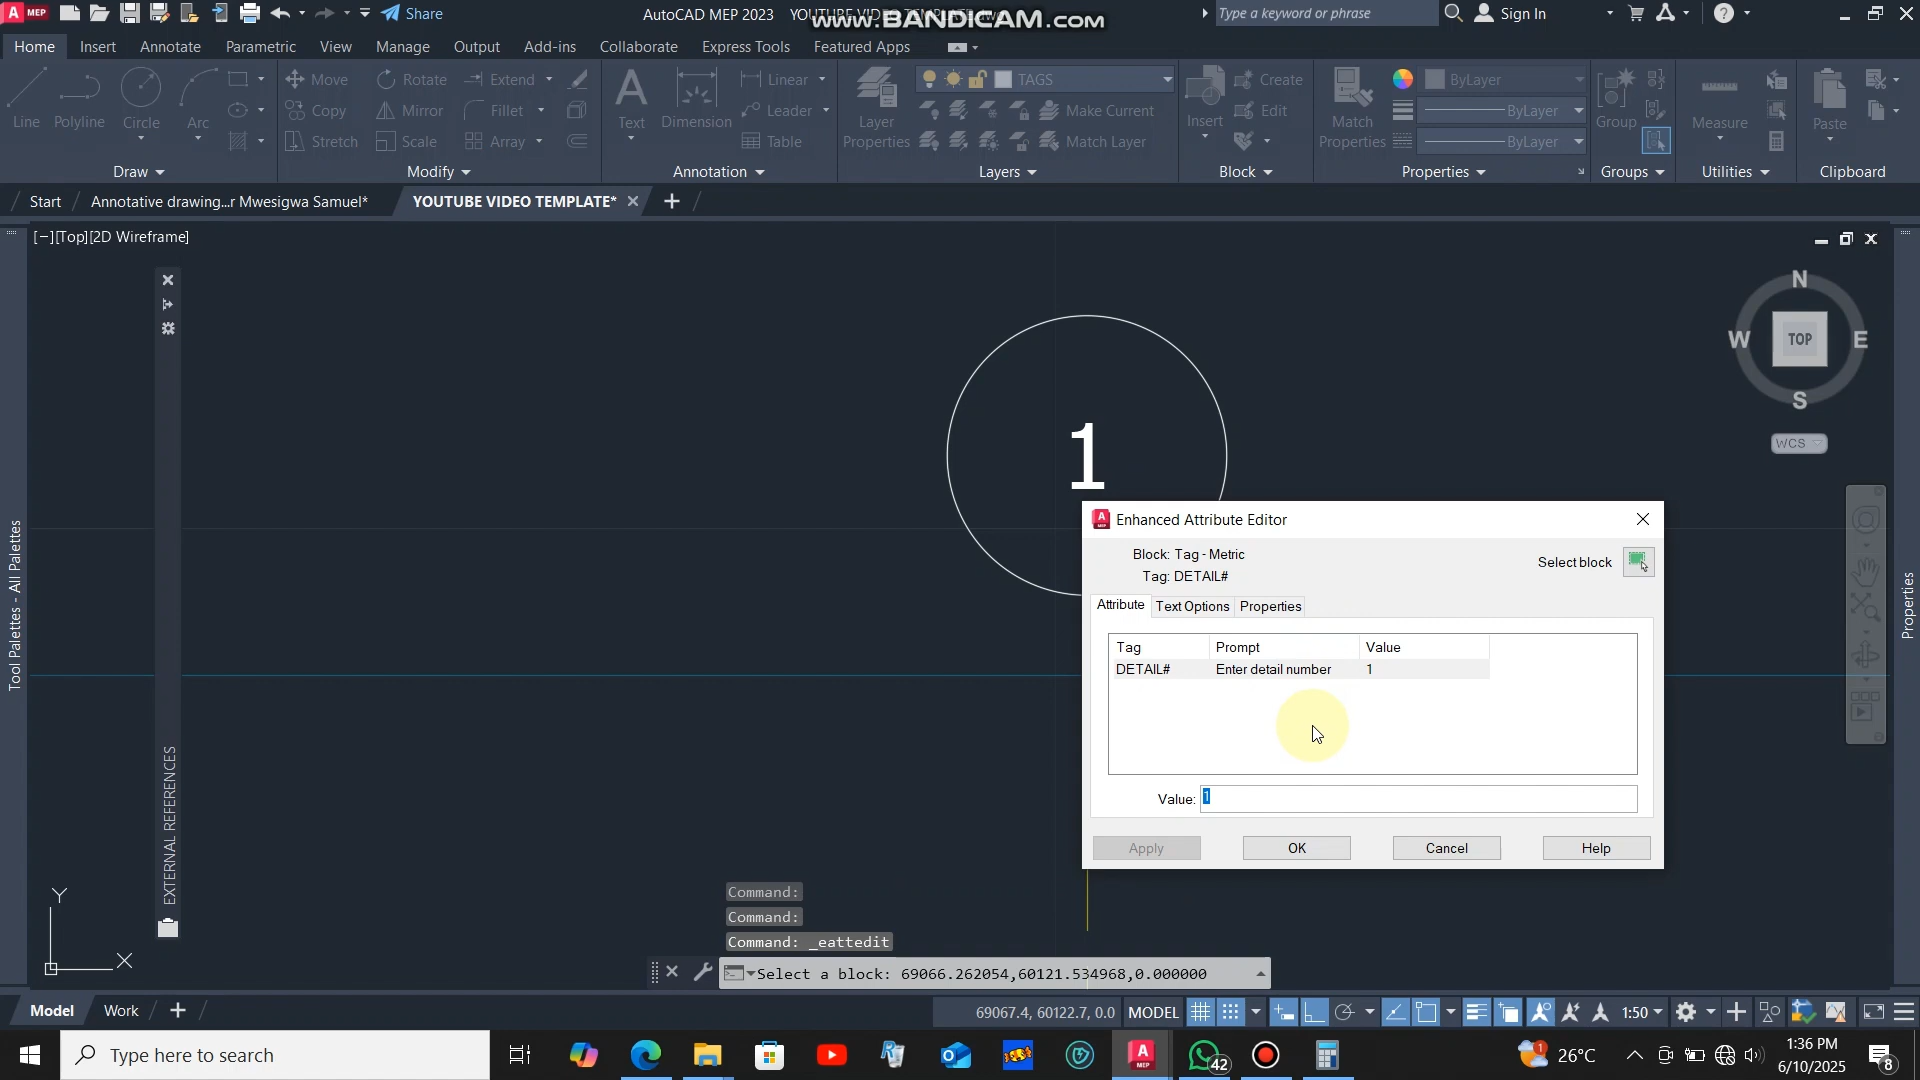 MEP
Share
AutoCAD MEP 2023 YOUTUBE VIDEO TEMPLATE.dwg
www.BANDICAM.com
Type a keyword or phrase
Sign In
Home Insert Annotate Parametric View Manage Output Add-ins Collaborate Express Tools Featured Apps
Line Polyline Circle Arc
Move Rotate Extend
Copy Mirror Fillet
Stretch Scale Array
Text Dimension
Linear
Leader
Table
Layer Properties
TAGS
Make Current
Match Layer
Insert
Create
Edit
Match Properties
ByLayer
ByLayer
ByLayer
Group
Measure
Paste
Draw Modify Annotation Layers Block Properties Groups Utilities Clipboard
Start Annotative drawing...r Mwesigwa Samuel* YOUTUBE VIDEO TEMPLATE*
[−][Top][2D Wireframe]
N
W TOP E
S
WCS
1
Tool Palettes - All Palettes
EXTERNAL REFERENCES
Properties
Enhanced Attribute Editor
Block: Tag - Metric
Tag: DETAIL#
Select block
Attribute Text Options Properties
Tag Prompt Value
DETAIL# Enter detail number 1
Value: 1
Apply OK Cancel Help
Command:
Command:
Command: _eattedit
Select a block: 69066.262054,60121.534968,0.000000
Y
X
Model Work
69067.4, 60122.7, 0.0 MODEL
1:50
Type here to search
MEP
42
26°C
1:36 PM
6/10/2025
8